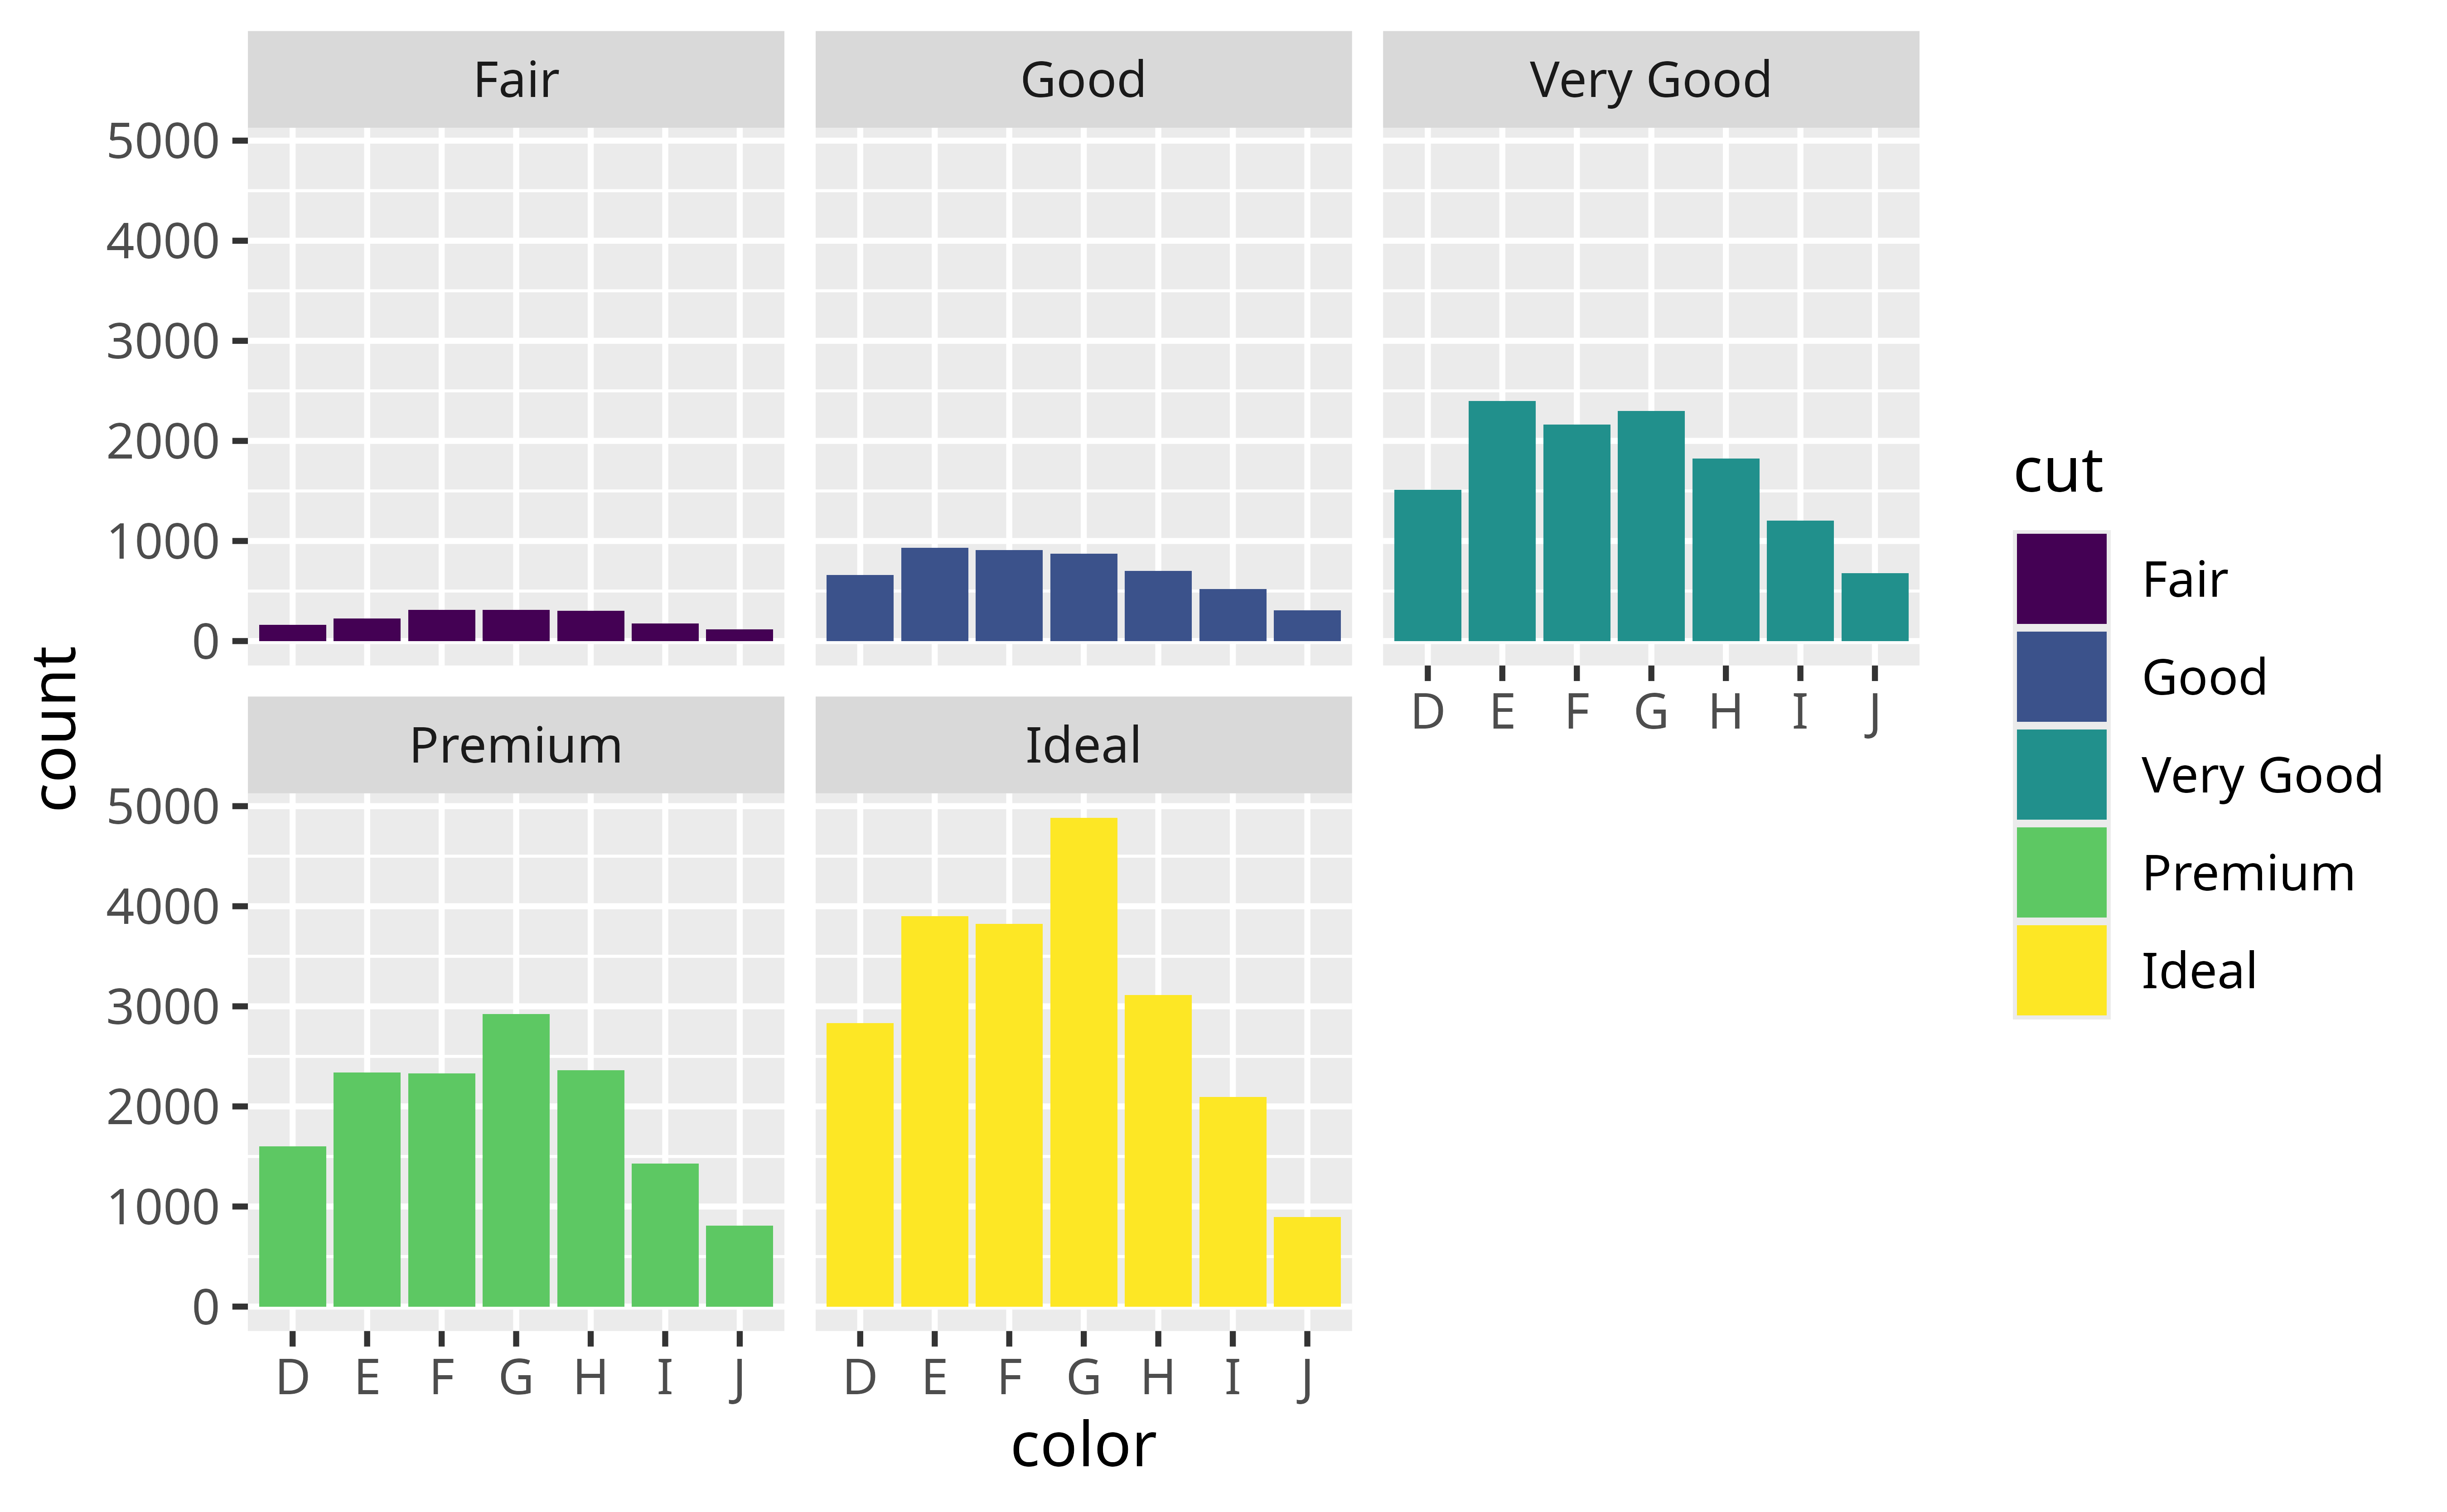 Fair
Good
Very Good
5000
4000
3000
2000
1000
0
D E F G H I J
Premium
Ideal
5000
4000
3000
2000
1000
0
D E F G H I J
D E F G H I J
color
count
cut
Fair
Good
Very Good
Premium
Ideal